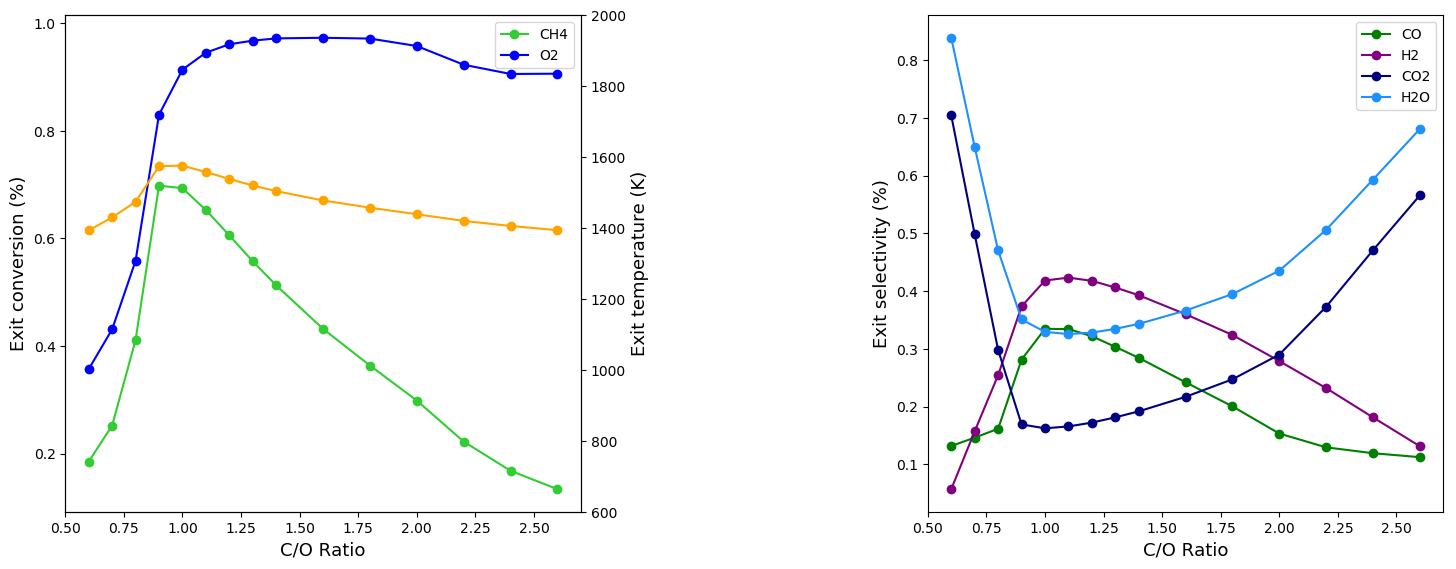 1.0
0.8
0.6
0.4
0.2
Exit conversion (%)
0.50 0.75 1.00 1.25 1.50 1.75 2.00 2.25 2.50
C/O Ratio
CH4
O2
2000
1800
1600
1400
1200
1000
800
600
Exit temperature (K)
0.8
0.7
0.6
0.5
0.4
0.3
0.2
0.1
Exit selectivity (%)
0.50 0.75 1.00 1.25 1.50 1.75 2.00 2.25 2.50
C/O Ratio
CO
H2
CO2
H2O